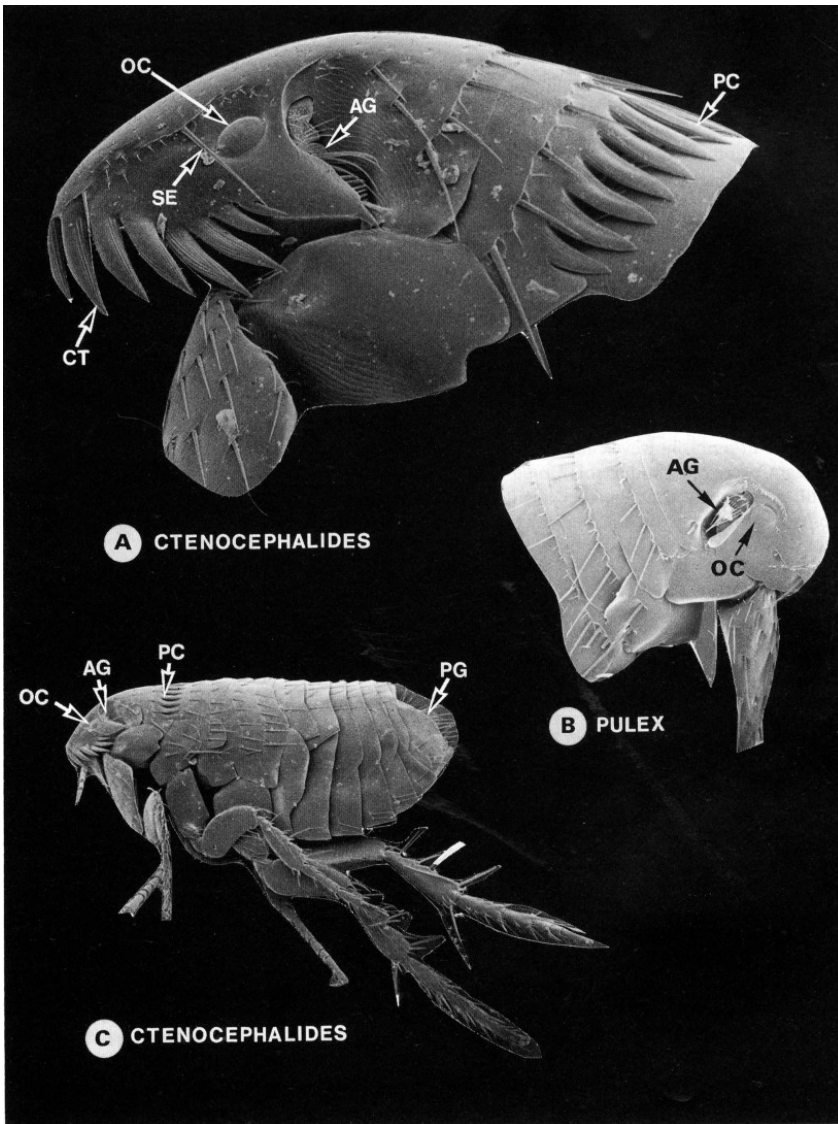 OC
AG
PC
SE
CT
A CTENOCEPHALIDES
AG
OC
B PULEX
PC
AG
OC
PG
C CTENOCEPHALIDES